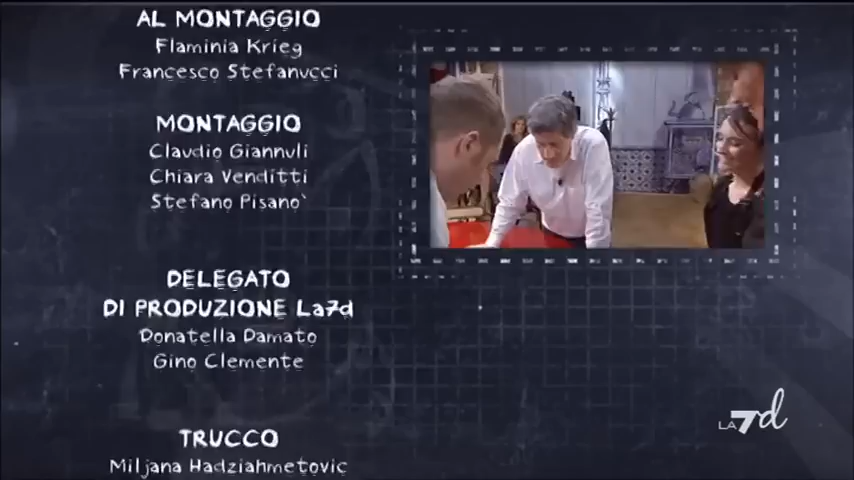 AL MONTAGGIO
Flaminia Krieg
Francesco Stefanucci
MONTAGGIO
Claudio Giannuli
Chiara Venditti
Stefano Pisano`
DELEGATO
DI PRODUZIONE La7d
Donatella Damato
Gino Clemente
LA7d
TRUCCO
Miljana Hadziahmetovic